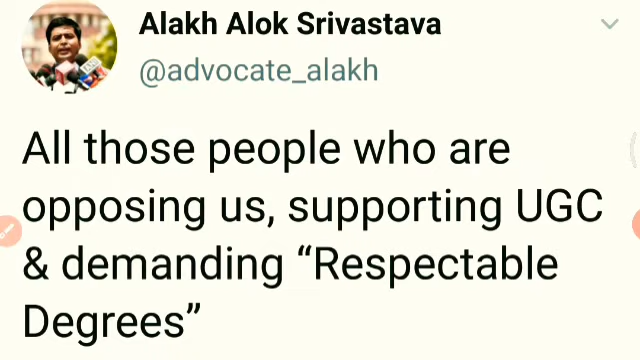 Alakh Alok Srivastava
@advocate_alakh
All those people who are
opposing us, supporting UGC
& demanding “Respectable
Degrees”